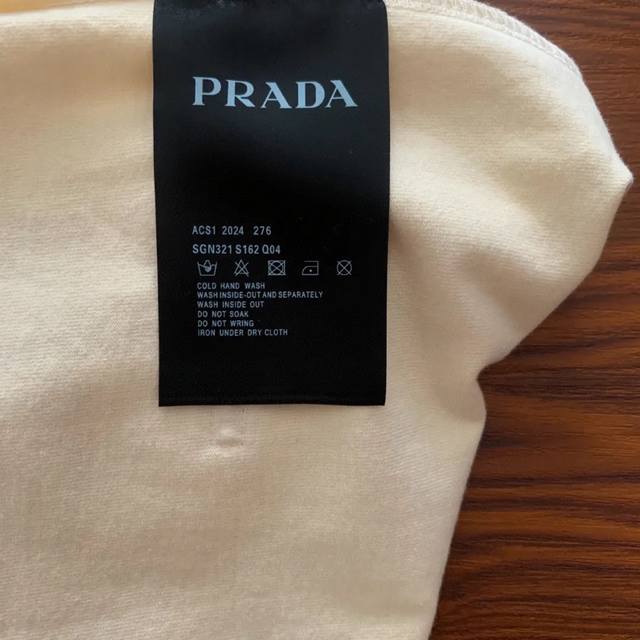 PRADA
ACS1 2024 276
SGN321 S162 Q04
COLD HAND WASH
WASH INSIDE-OUT AND SEPARATELY
WASH INSIDE OUT
DO NOT SOAK
DO NOT WRING
IRON UNDER DRY CLOTH